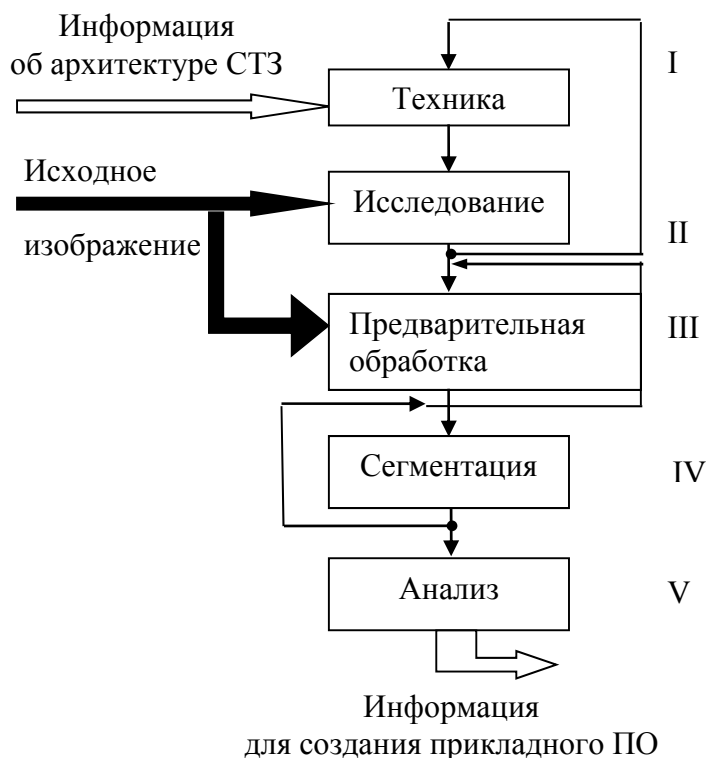 Информация
об архитектуре СТЗ
I
Техника
Исходное
Исследование
изображение
II
Предварительная
обработка
III
Сегментация
IV
Анализ
V
Информация
для создания прикладного ПО